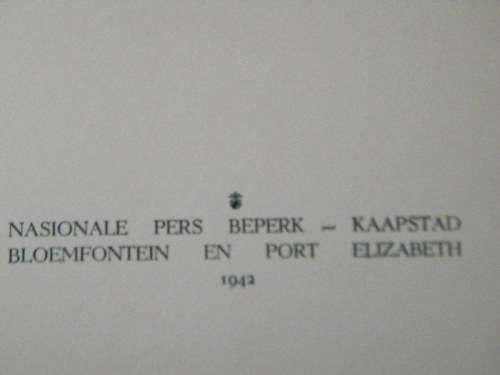 NASIONALE PERS BEPERK – KAAPSTAD
BLOEMFONTEIN EN PORT ELIZABETH
1942